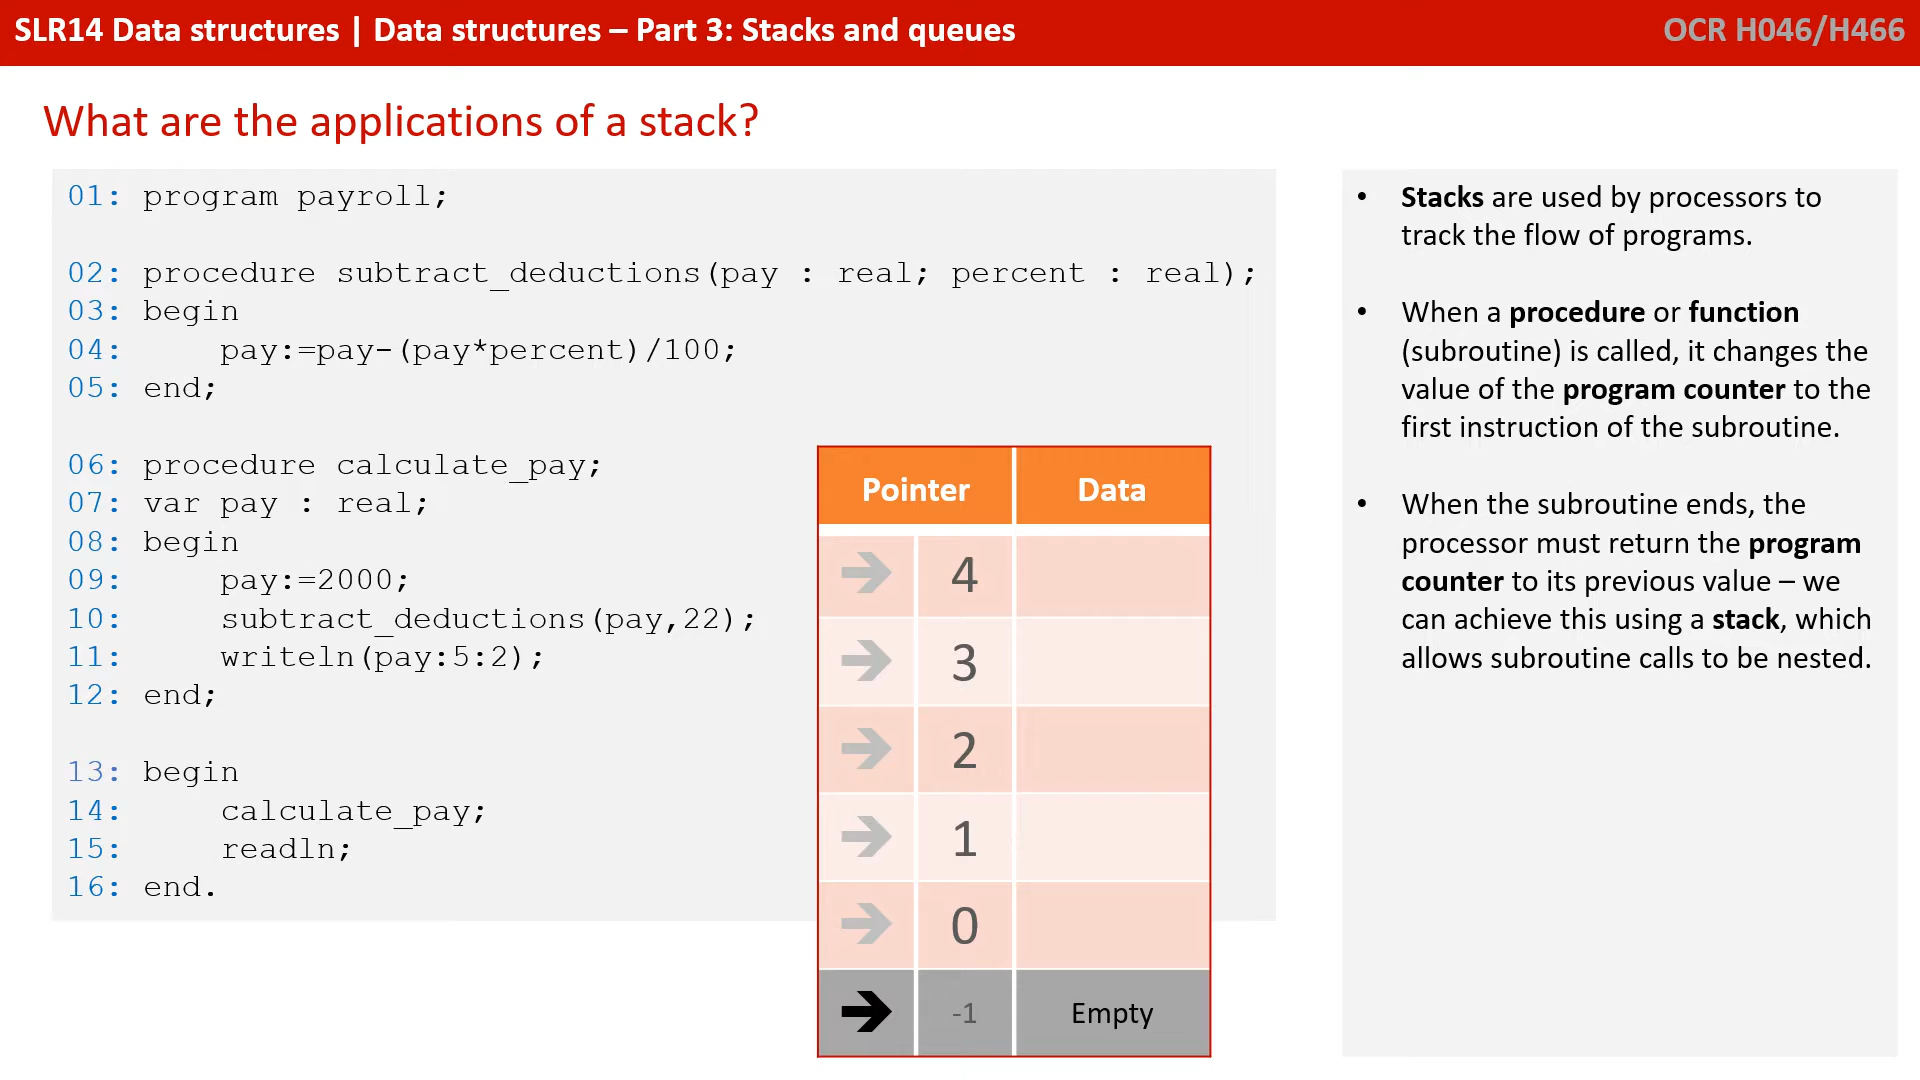 SLR14 Data structures | Data structures – Part 3: Stacks and queues
OCR H046/H466
What are the applications of a stack?
01: program payroll;
02: procedure subtract_deductions(pay : real; percent : real);
03: begin
04:     pay:=pay-(pay*percent)/100;
05: end;
06: procedure calculate_pay;
07: var pay : real;
08: begin
09:     pay:=2000;
10:     subtract_deductions(pay,22);
11:     writeln(pay:5:2);
12: end;
13: begin
14:     calculate_pay;
15:     readln;
16: end.
Pointer Data
4
3
2
1
0
-1 Empty
• Stacks are used by processors to
track the flow of programs.
• When a procedure or function
(subroutine) is called, it changes the
value of the program counter to the
first instruction of the subroutine.
• When the subroutine ends, the
processor must return the program
counter to its previous value – we
can achieve this using a stack, which
allows subroutine calls to be nested.